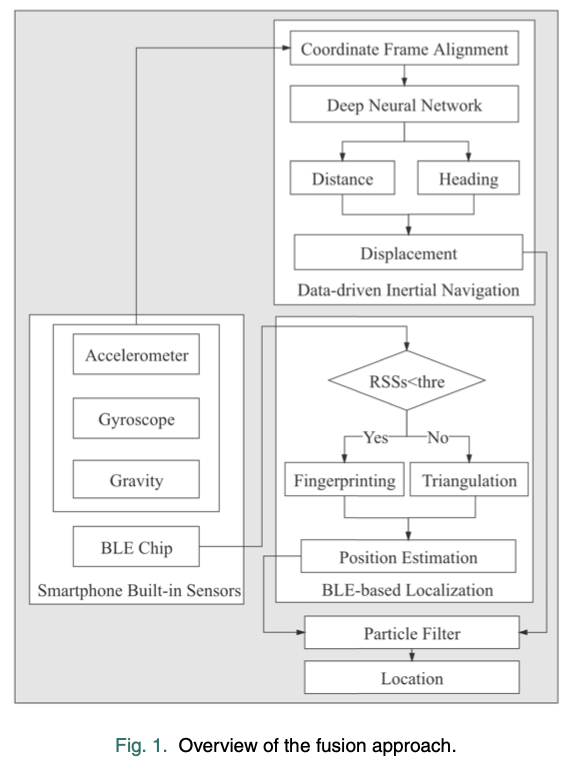 Coordinate Frame Alignment
Deep Neural Network
Distance
Heading
Displacement
Data-driven Inertial Navigation
Accelerometer
Gyroscope
Gravity
BLE Chip
Smartphone Built-in Sensors
RSSs<thre
Yes
No
Fingerprinting
Triangulation
Position Estimation
BLE-based Localization
Particle Filter
Location
Fig. 1. Overview of the fusion approach.